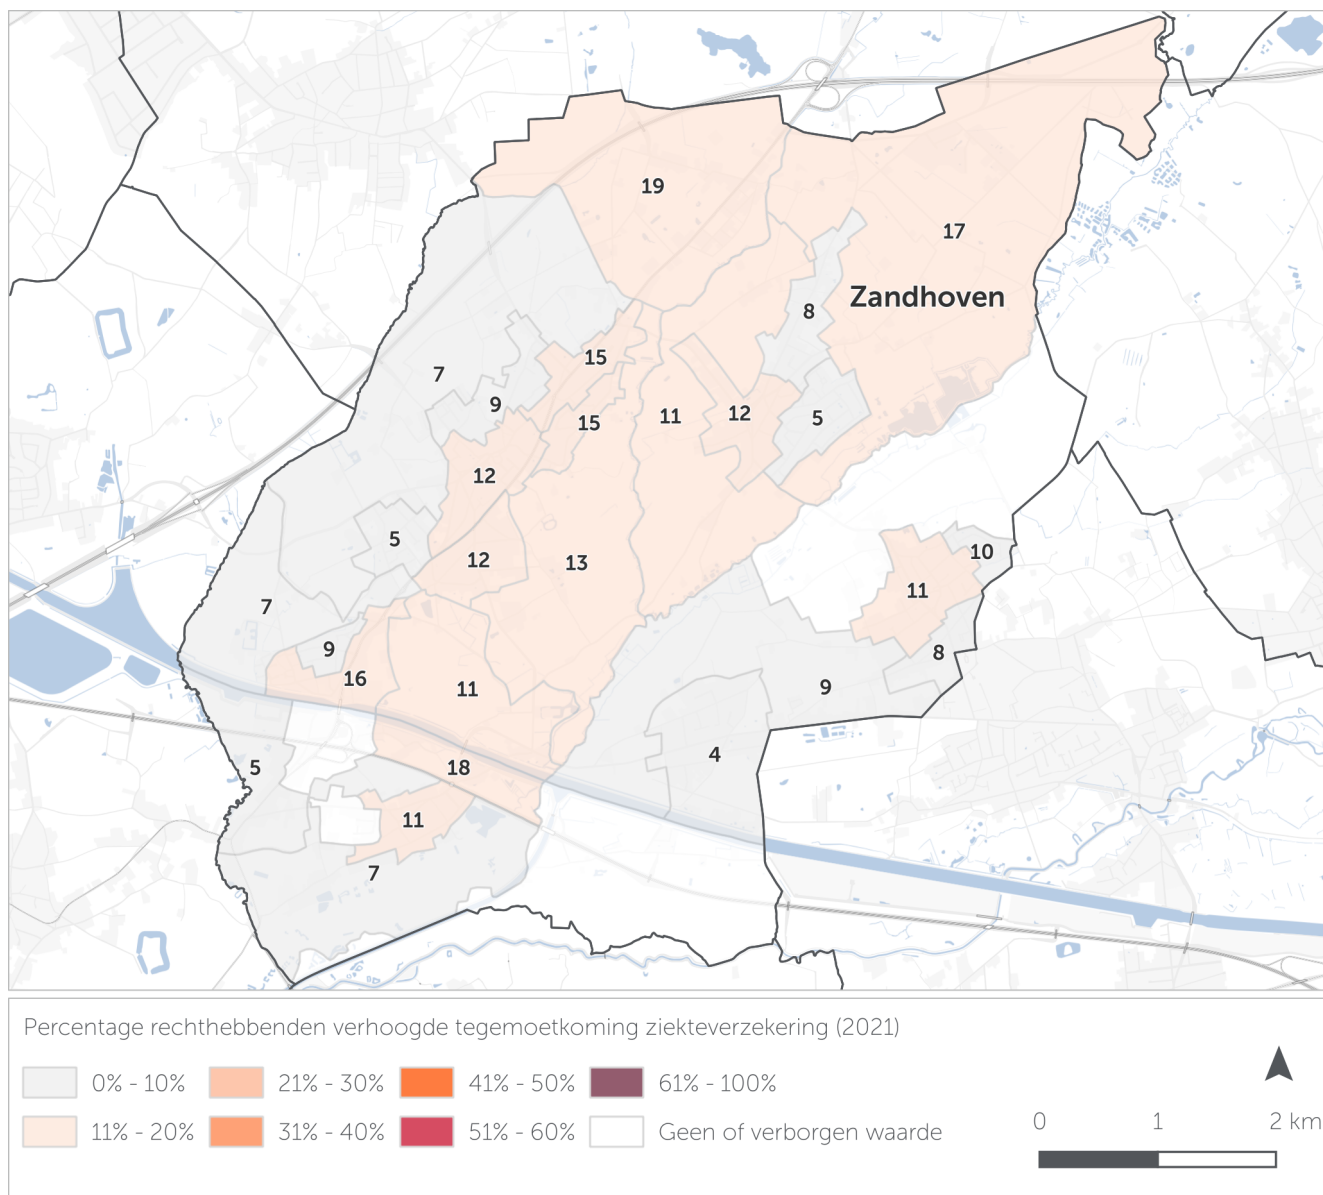 19
17
Zandhoven
8
15
7
9
15
11
12
5
12
5
12
13
10
11
7
9
8
16
11
9
4
5
18
11
7
Percentage rechthebbenden verhoogde tegemoetkoming ziekteverzekering (2021)
0% - 10%
21% - 30%
41% - 50%
61% - 100%
11% - 20%
31% - 40%
51% - 60%
Geen of verborgen waarde
0 1 2 km